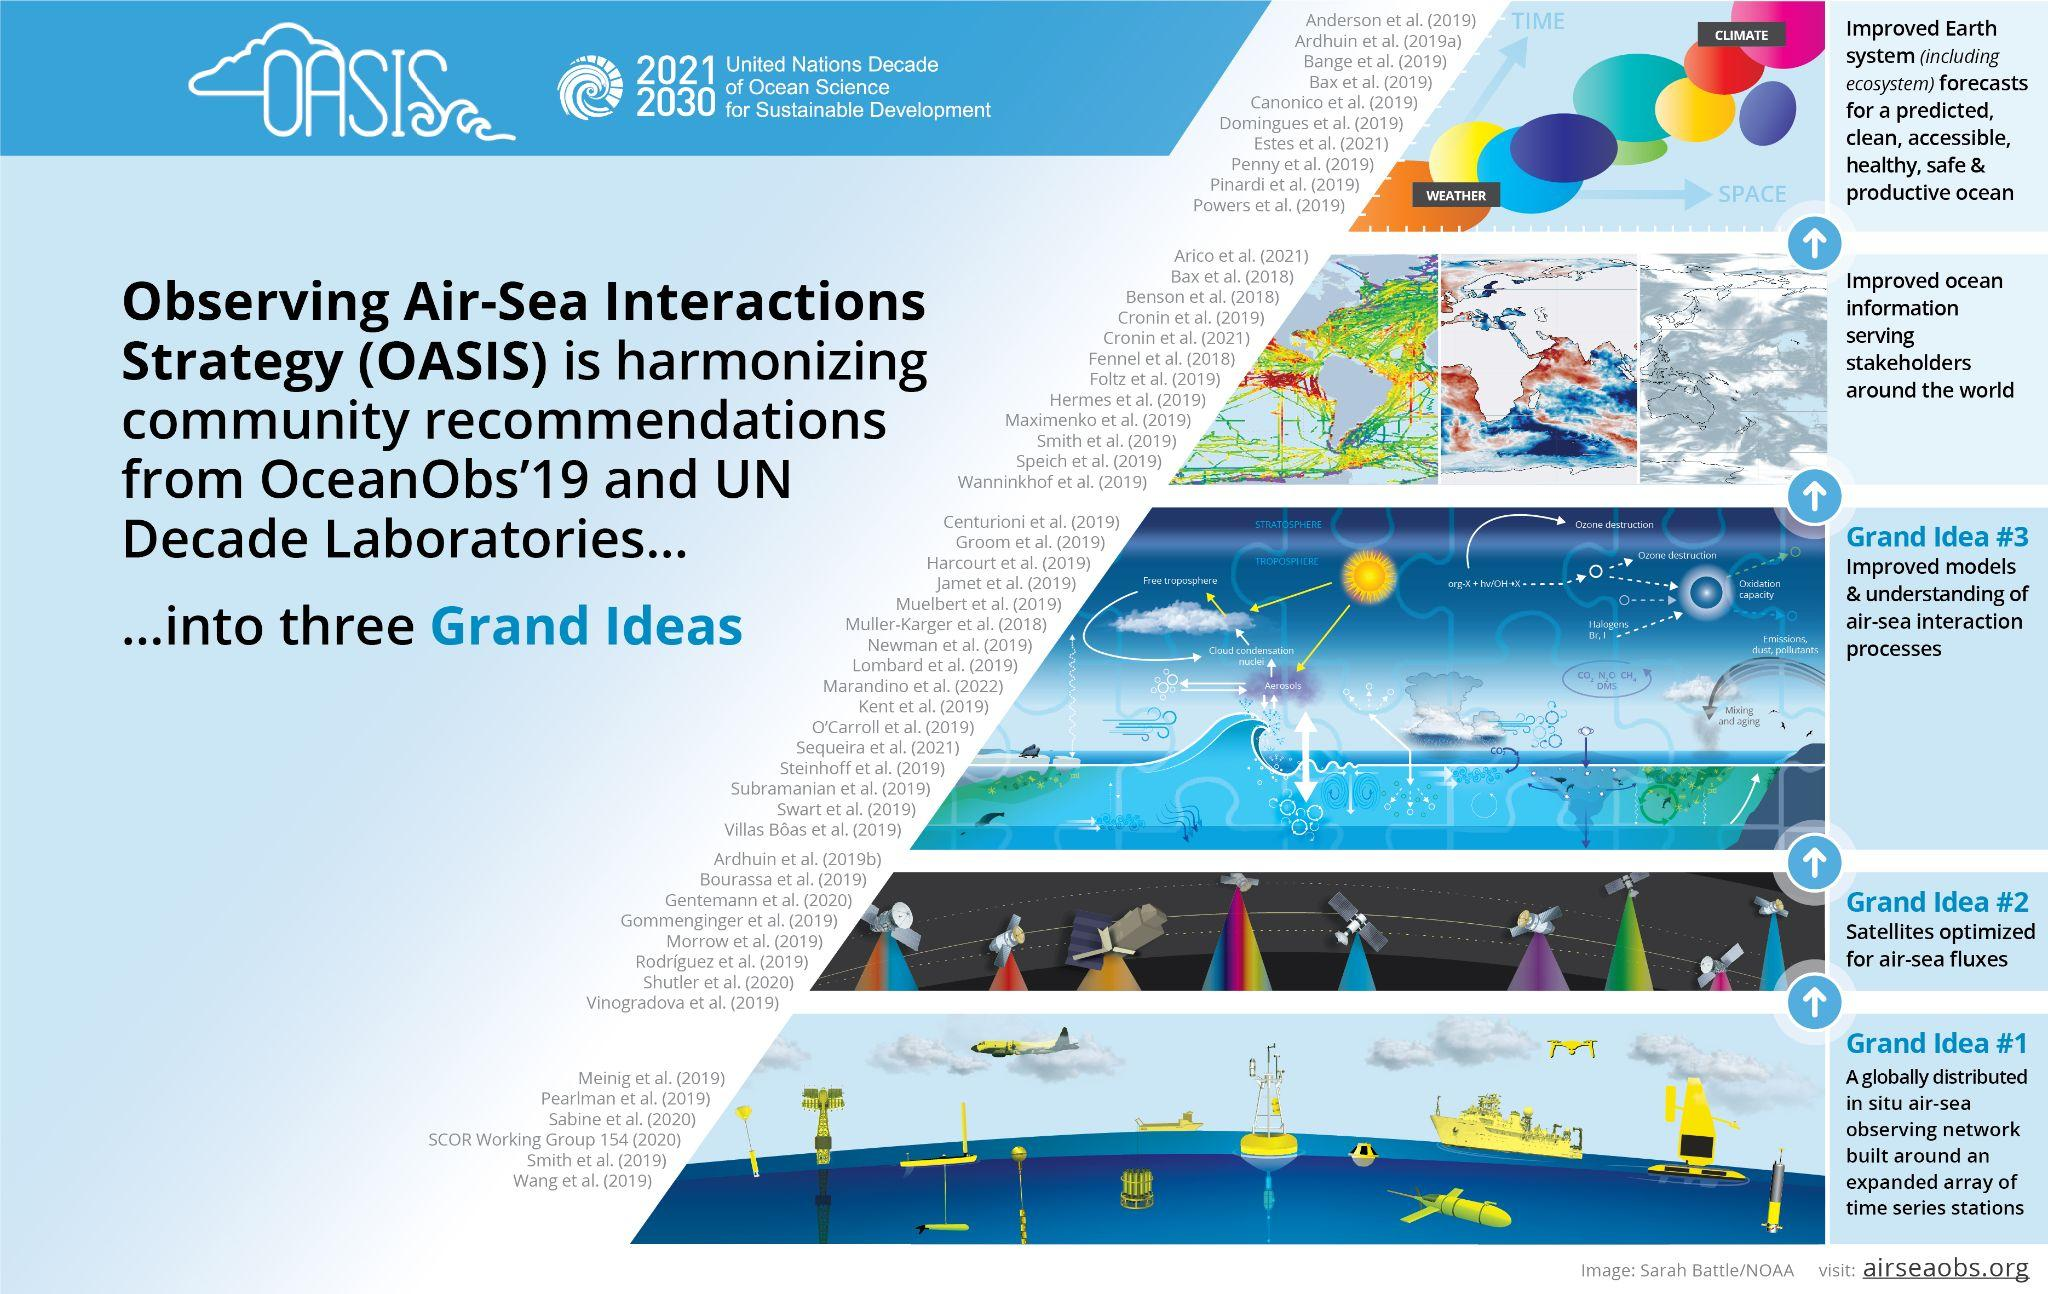 OASIS
2021
2030
United Nations Decade
of Ocean Science
for Sustainable Development
Observing Air-Sea Interactions
Strategy (OASIS) is harmonizing
community recommendations
from OceanObs’19 and UN
Decade Laboratories...
...into three Grand Ideas
Anderson et al. (2019)
Ardhuin et al. (2019a)
Bange et al. (2019)
Bax et al. (2019)
Canonico et al. (2019)
Domingues et al. (2019)
Estes et al. (2021)
Penny et al. (2019)
Pinardi et al. (2019)
Powers et al. (2019)
TIME
CLIMATE
WEATHER
SPACE
Improved Earth
system (including
ecosystem) forecasts
for a predicted,
clean, accessible,
healthy, safe &
productive ocean
Arico et al. (2021)
Bax et al. (2018)
Benson et al. (2018)
Cronin et al. (2019)
Cronin et al. (2021)
Fennel et al. (2018)
Foltz et al. (2019)
Hermes et al. (2019)
Maximenko et al. (2019)
Smith et al. (2019)
Speich et al. (2019)
Wanninkhof et al. (2019)
Improved ocean
information
serving
stakeholders
around the world
Centurioni et al. (2019)
Groom et al. (2019)
Harcourt et al. (2019)
Jamet et al. (2019)
Muelbert et al. (2019)
Muller-Karger et al. (2018)
Newman et al. (2019)
Lombard et al. (2019)
Marandino et al. (2022)
Kent et al. (2019)
O’Carroll et al. (2019)
Sequeira et al. (2021)
Steinhoff et al. (2019)
Subramanian et al. (2019)
Swart et al. (2019)
Villas Bôas et al. (2019)
STRATOSPHERE
TROPOSPHERE
Free troposphere
Cloud condensation
nuclei
Aerosols
Ozone destruction
Ozone destruction
org-X + hv/OH→X
Oxidation
capacity
Halogens
Br, I
Emissions,
dust, pollutants
CO₂ N₂O CH₄
DMS
Mixing
and aging
CO₂
Grand Idea #3
Improved models
& understanding of
air-sea interaction
processes
Ardhuin et al. (2019b)
Bourassa et al. (2019)
Gentemann et al. (2020)
Gommenginger et al. (2019)
Morrow et al. (2019)
Rodríguez et al. (2019)
Shutler et al. (2020)
Vinogradova et al. (2019)
Grand Idea #2
Satellites optimized
for air-sea fluxes
Meinig et al. (2019)
Pearlman et al. (2019)
Sabine et al. (2020)
SCOR Working Group 154 (2020)
Smith et al. (2019)
Wang et al. (2019)
Grand Idea #1
A globally distributed
in situ air-sea
observing network
built around an
expanded array of
time series stations
Image: Sarah Battle/NOAA visit: airseaobs.org